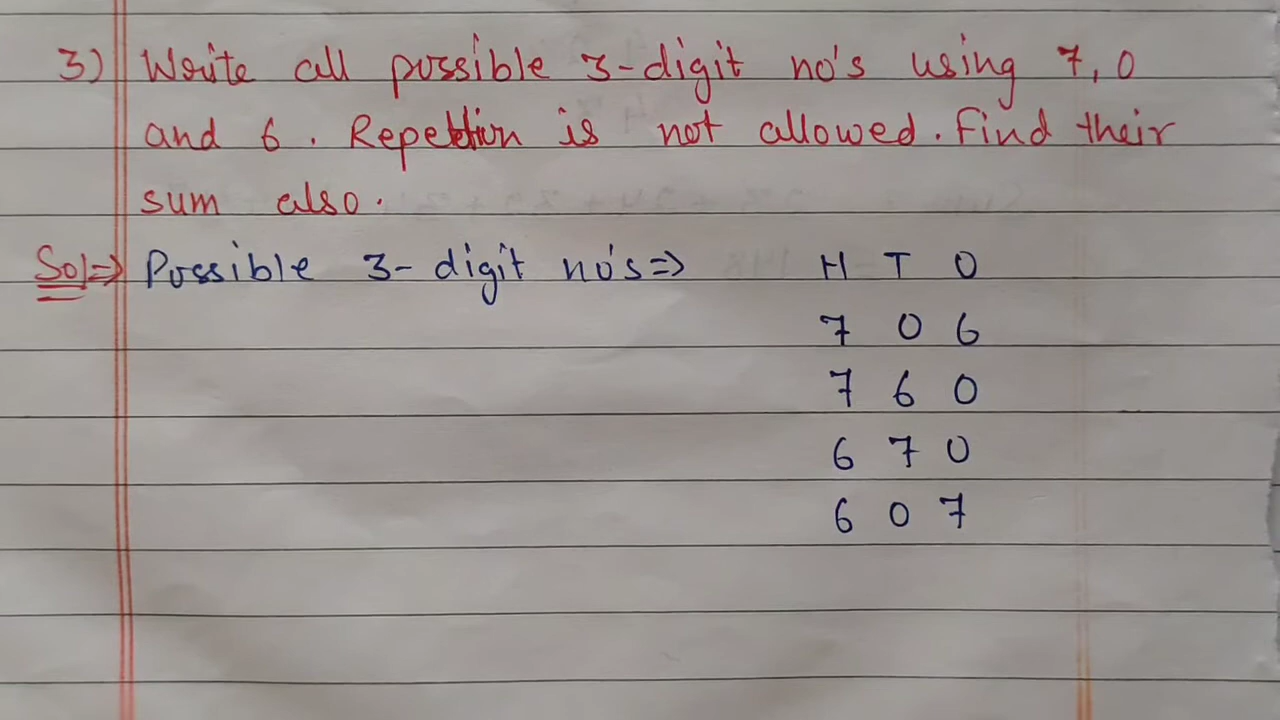 3) Write all possible 3-digit no's using 7, 0
and 6. Repetition is not allowed. Find their
sum also.
Sol⇒ Possible 3-digit no's⇒ H T O
7 0 6
7 6 0
6 7 0
6 0 7